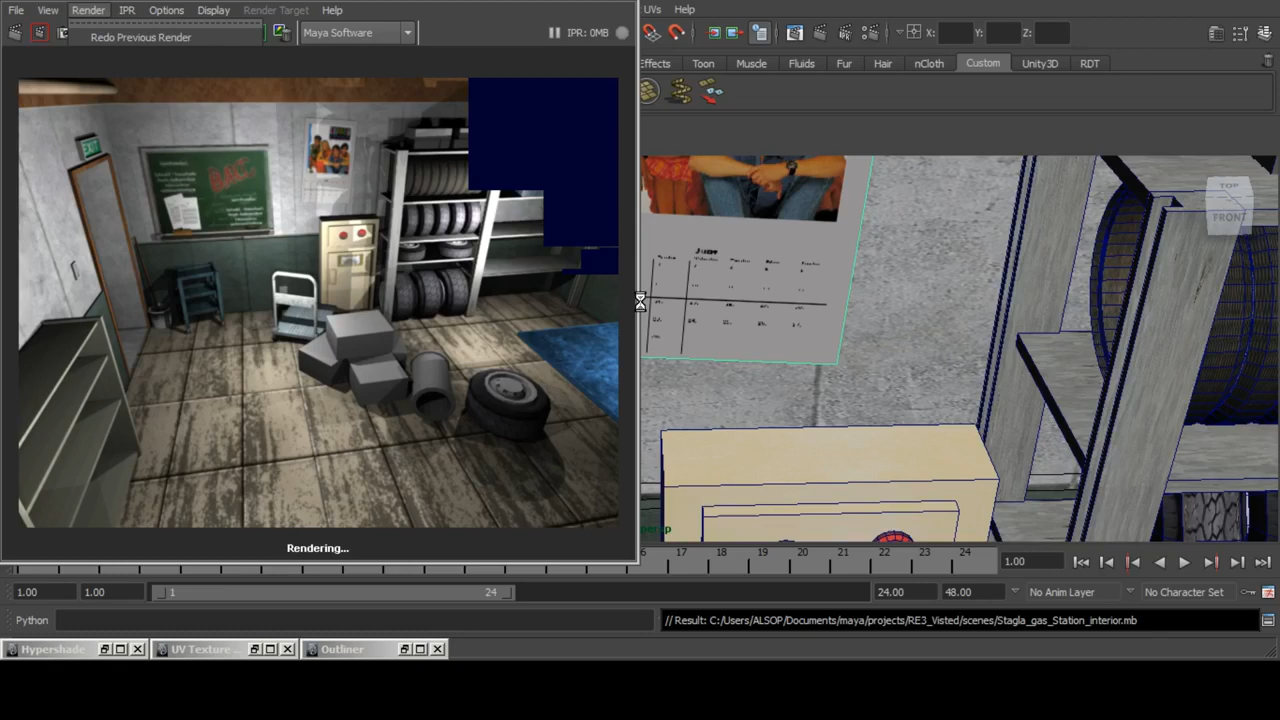 File View Render IPR Options Display Render Target Help
UVs Help
Redo Previous Render
Maya Software
IPR: 0MB
X: Y: Z:
Effects Toon Muscle Fluids Fur Hair nCloth Custom Unity3D RDT
EXIT
TOP
FRONT
June
persp
Rendering...
17 18 19 20 21 22 23 24
1.00
1.00 1.00 1 24 24.00 48.00 No Anim Layer No Character Set
Python // Result: C:/Users/ALSOP/Documents/maya/projects/RE3_Visted/scenes/Stagla_gas_Station_interior.mb
Hypershade UV Texture ... Outliner